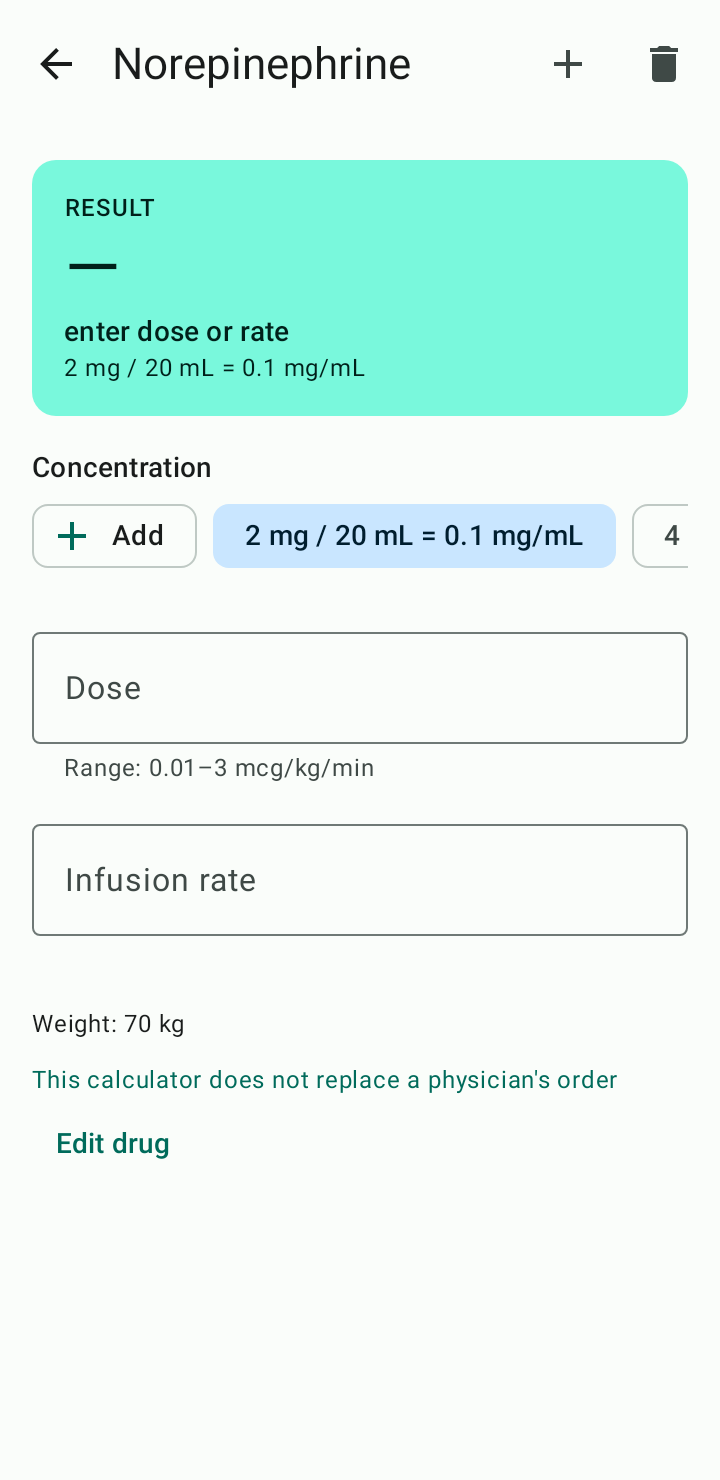 Norepinephrine
RESULT
—
enter dose or rate
2 mg / 20 mL = 0.1 mg/mL
Concentration
Add
2 mg / 20 mL = 0.1 mg/mL
4
Dose
Range: 0.01–3 mcg/kg/min
Infusion rate
Weight: 70 kg
This calculator does not replace a physician's order
Edit drug